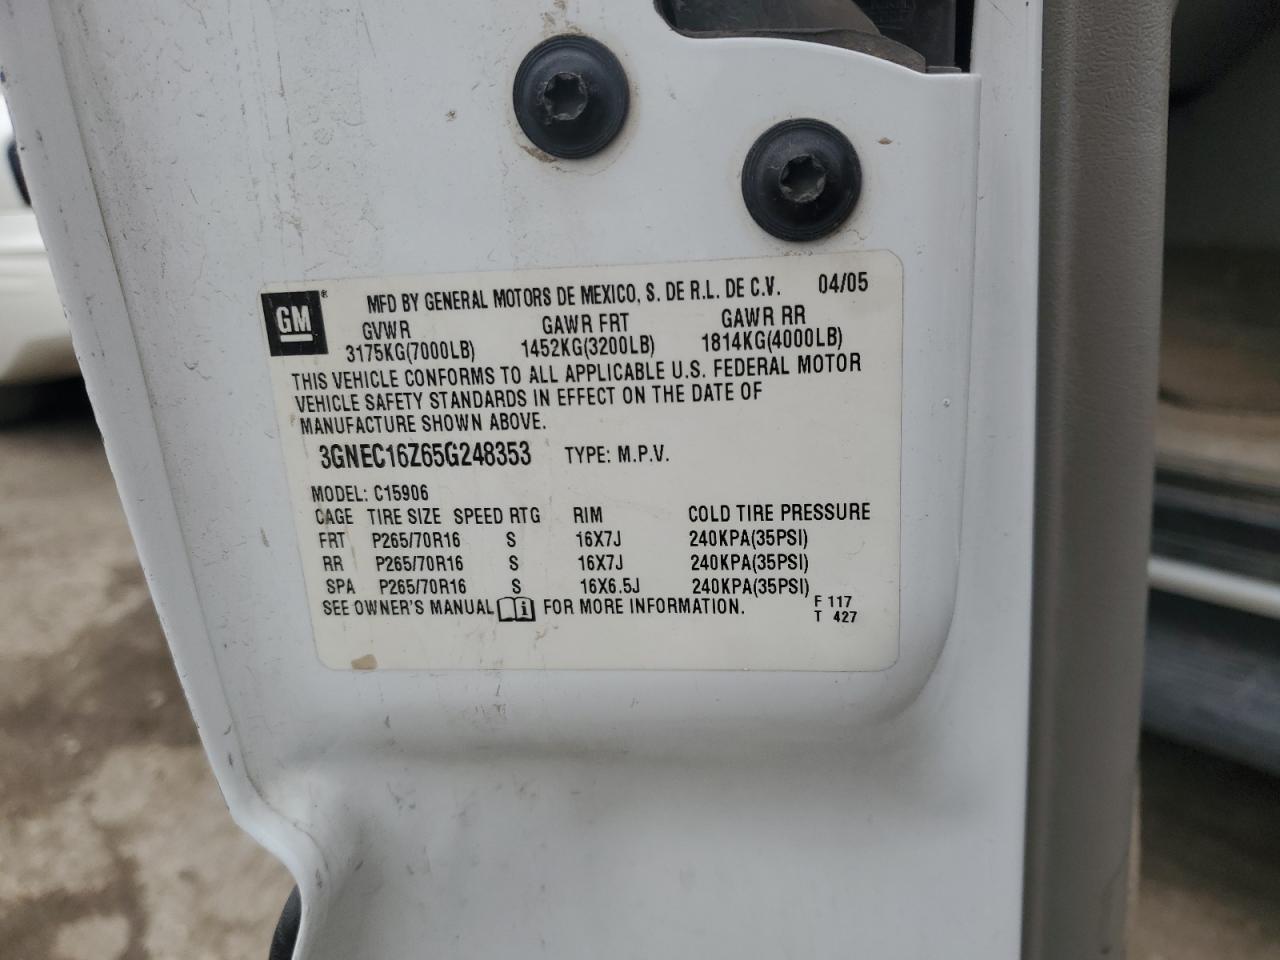 GM ® MFD BY GENERAL MOTORS DE MEXICO, S. DE R.L. DE C.V. 04/05
GVWR GAWR FRT GAWR RR
3175KG(7000LB) 1452KG(3200LB) 1814KG(4000LB)
THIS VEHICLE CONFORMS TO ALL APPLICABLE U.S. FEDERAL MOTOR
VEHICLE SAFETY STANDARDS IN EFFECT ON THE DATE OF
MANUFACTURE SHOWN ABOVE.
3GNEC16Z65G248353 TYPE: M.P.V.
MODEL: C15906
CAGE TIRE SIZE SPEED RTG RIM COLD TIRE PRESSURE
FRT P265/70R16 S 16X7J 240KPA(35PSI)
RR P265/70R16 S 16X7J 240KPA(35PSI)
SPA P265/70R16 S 16X6.5J 240KPA(35PSI)
SEE OWNER'S MANUAL i FOR MORE INFORMATION. F 117
T 427